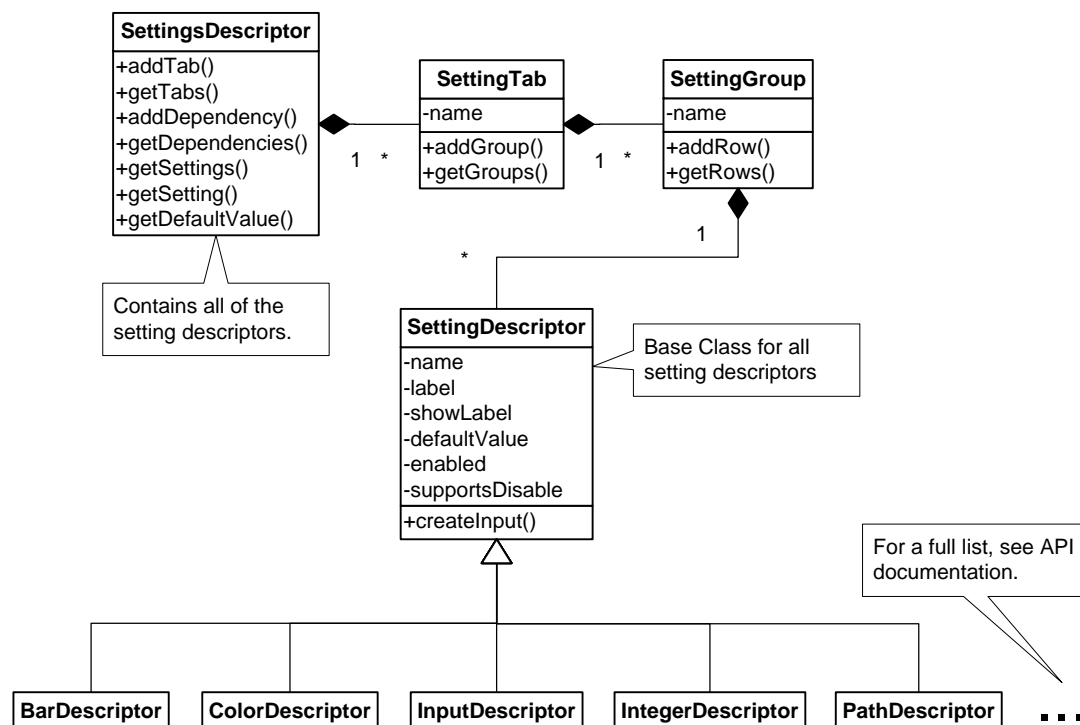 SettingsDescriptor
+addTab()
+getTabs()
+addDependency()
+getDependencies()
+getSettings()
+getSetting()
+getDefaultValue()
1 *
SettingTab
-name
+addGroup()
+getGroups()
1 *
SettingGroup
-name
+addRow()
+getRows()
1
*
Contains all of the
setting descriptors.
SettingDescriptor
-name
-label
-showLabel
-defaultValue
-enabled
-supportsDisable
+createInput()
Base Class for all
setting descriptors
For a full list, see API
documentation.
BarDescriptor
ColorDescriptor
InputDescriptor
IntegerDescriptor
PathDescriptor